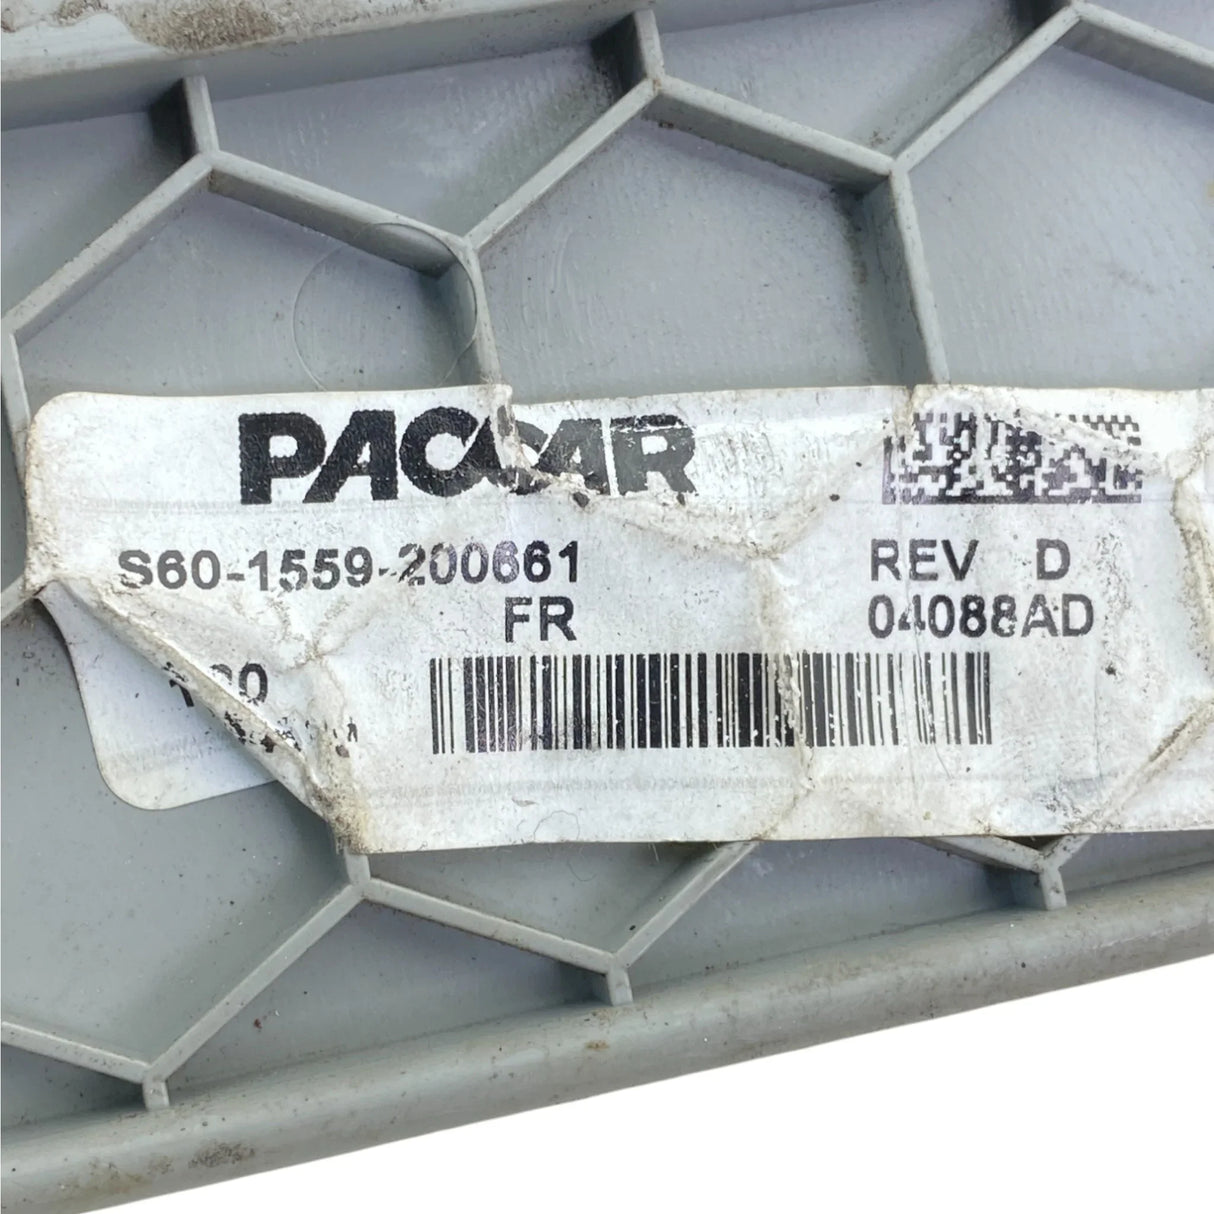 PACCAR
S60-1559-200661 REV D
FR 04088AD